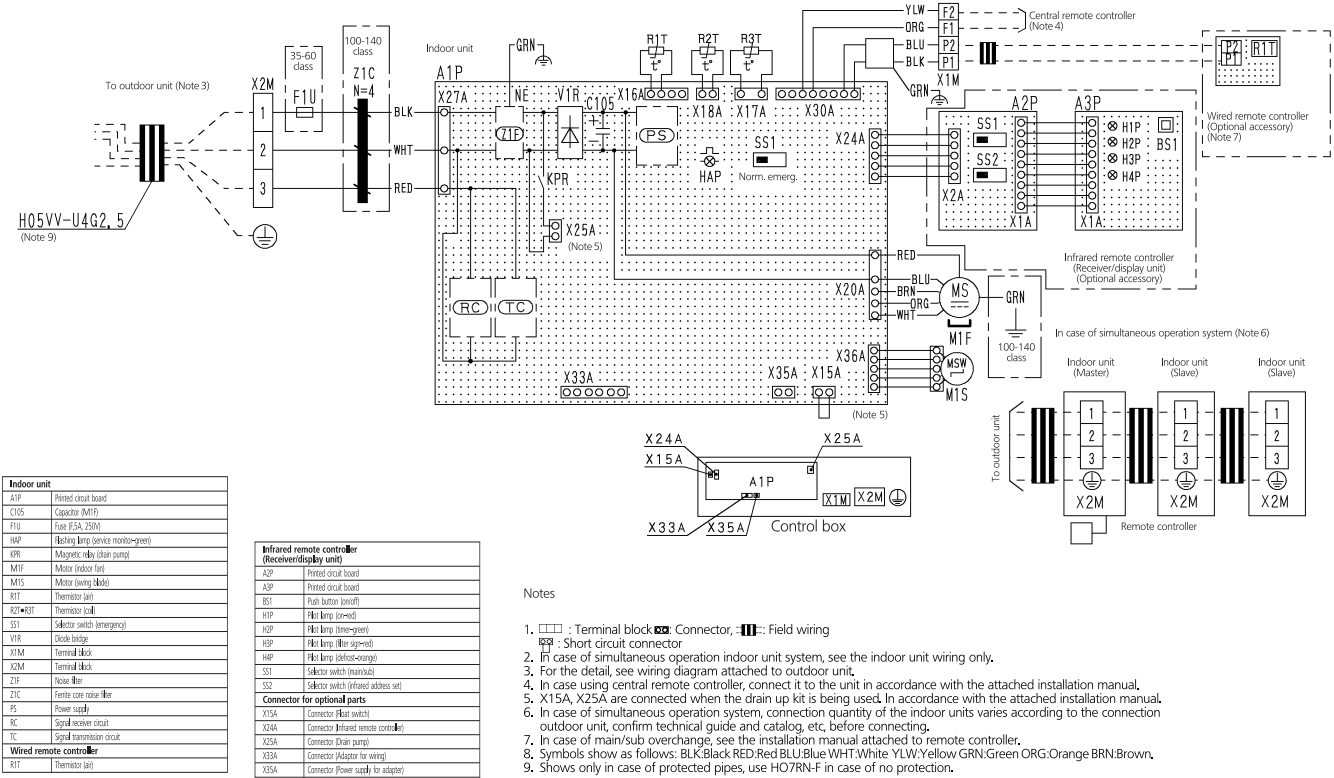 YLW F2
ORG F1
BLU P2
BLK P1
X1M
GRN
Central remote controller
(Note 4)
P2
P1
R1T
Wired remote controller
(Optional accessory)
(Note 7)
35-60
class
F1U
100-140
class
Z1C
N=4
Indoor unit
To outdoor unit (Note 3)
X2M
1
2
3
H05VV-U4G2, 5
(Note 9)
BLK
WHT
RED
A1P
X27A
GRN
NE
Z1F
V1R
C105
+
-
PS
KPR
X25A
(Note 5)
RC
TC
R1T
t°
R2T
t°
R3T
t°
X16A
X18A
X17A
X30A
HAP
SS1
Norm. emerg.
X24A
A2P
A3P
SS1
SS2
X2A
X1A
X1A
H1P
H2P
H3P
H4P
BS1
Infrared remote controller
(Receiver/display unit)
(Optional accessory)
RED
BLU
BRN
ORG
WHT
X20A
MS
M1F
GRN
100-140
class
X36A
MSW
M1S
X33A
X35A
X15A
(Note 5)
In case of simultaneous operation system (Note 6)
Indoor unit
(Master)
Indoor unit
(Slave)
Indoor unit
(Slave)
To outdoor unit
1
2
3
X2M
1
2
3
X2M
1
2
3
X2M
Remote controller
X24A
X15A
X25A
A1P
X1M
X2M
X33A
X35A
Control box
Indoor unit
A1P Printed circuit board
C105 Capacitor (M1F)
F1U Fuse (F,5A, 250V)
HAP Flashing lamp (service monitor-green)
KPR Magnetic relay (drain pump)
M1F Motor (indoor fan)
M1S Motor (swing blade)
R1T Thermistor (air)
R2T•R3T Thermistor (coil)
SS1 Selector switch (emergency)
V1R Diode bridge
X1M Terminal block
X2M Terminal block
Z1F Noise filter
Z1C Ferrite core noise filter
PS Power supply
RC Signal receiver circuit
TC Signal transmission circuit
Wired remote controller
R1T Thermistor (air)
Infrared remote controller
(Receiver/display unit)
A2P Printed circuit board
A3P Printed circuit board
BS1 Push button (on/off)
H1P Pilot lamp (on-red)
H2P Pilot lamp (timer-green)
H3P Pilot lamp (filter sign-red)
H4P Pilot lamp (defrost-orange)
SS1 Selector switch (main/sub)
SS2 Selector switch (infrared address set)
Connector for optional parts
X15A Connector (Float switch)
X24A Connector (Infrared remote controller)
X25A Connector (Drain pump)
X33A Connector (Adaptor for wiring)
X35A Connector (Power supply for adapter)
Notes
1. : Terminal block : Connector, : Field wiring
: Short circuit connector
2. In case of simultaneous operation indoor unit system, see the indoor unit wiring only.
3. For the detail, see wiring diagram attached to outdoor unit.
4. In case using central remote controller, connect it to the unit in accordance with the attached installation manual.
5. X15A, X25A are connected when the drain up kit is being used. In accordance with the attached installation manual.
6. In case of simultaneous operation system, connection quantity of the indoor units varies according to the connection
outdoor unit, confirm technical guide and catalog, etc, before connecting.
7. In case of main/sub overchange, see the installation manual attached to remote controller.
8. Symbols show as follows: BLK:Black RED:Red BLU:Blue WHT:White YLW:Yellow GRN:Green ORG:Orange BRN:Brown.
9. Shows only in case of protected pipes, use HO7RN-F in case of no protection.